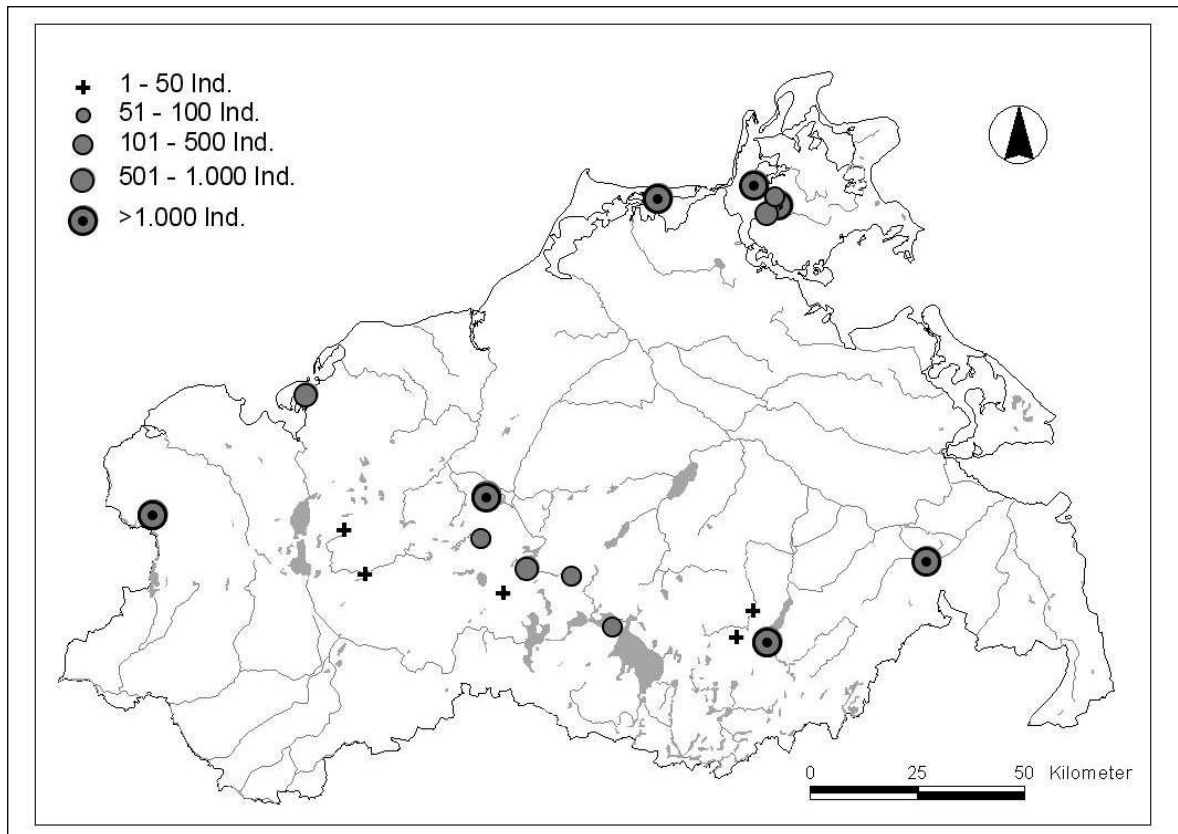 1 - 50 Ind.
51 - 100 Ind.
101 - 500 Ind.
501 - 1.000 Ind.
>1.000 Ind.
0 25 50 Kilometer